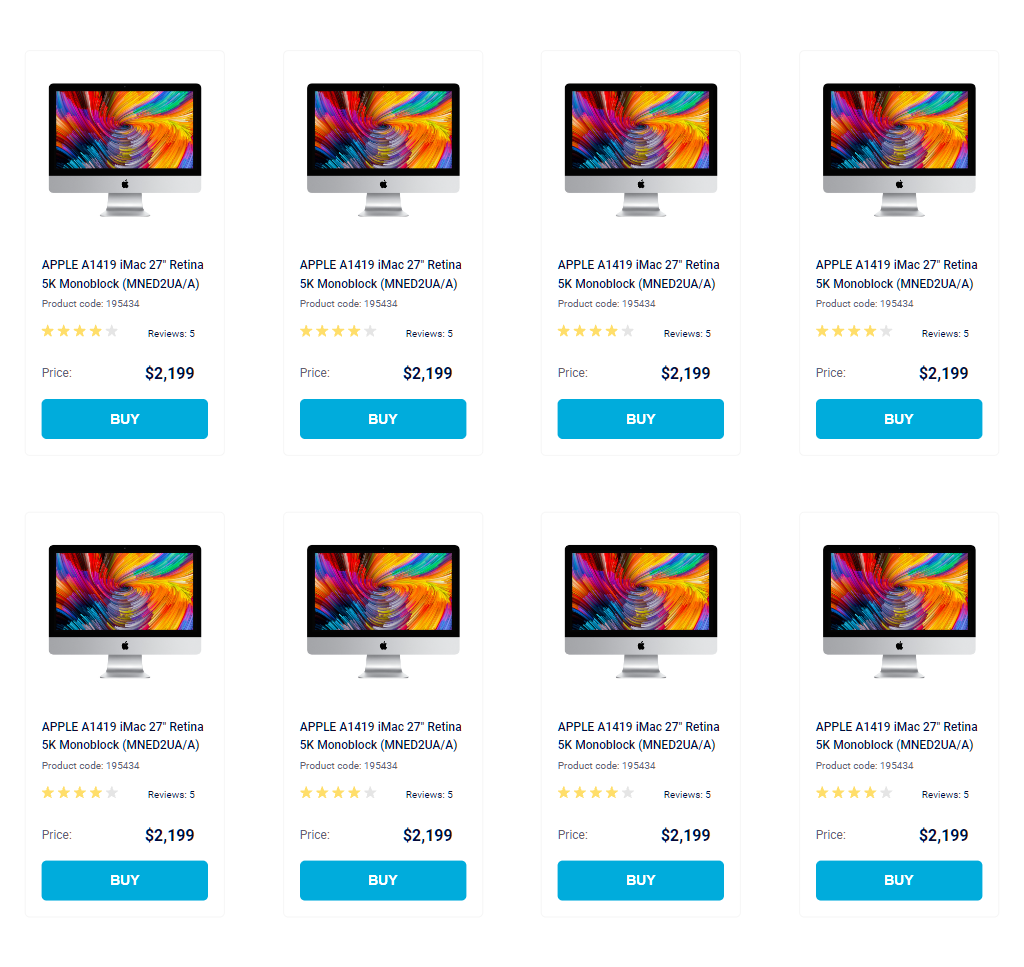 APPLE A1419 iMac 27" Retina
5K Monoblock (MNED2UA/A)
Product code: 195434
Reviews: 5
Price: $2,199
BUY
APPLE A1419 iMac 27" Retina
5K Monoblock (MNED2UA/A)
Product code: 195434
Reviews: 5
Price: $2,199
BUY
APPLE A1419 iMac 27" Retina
5K Monoblock (MNED2UA/A)
Product code: 195434
Reviews: 5
Price: $2,199
BUY
APPLE A1419 iMac 27" Retina
5K Monoblock (MNED2UA/A)
Product code: 195434
Reviews: 5
Price: $2,199
BUY
APPLE A1419 iMac 27" Retina
5K Monoblock (MNED2UA/A)
Product code: 195434
Reviews: 5
Price: $2,199
BUY
APPLE A1419 iMac 27" Retina
5K Monoblock (MNED2UA/A)
Product code: 195434
Reviews: 5
Price: $2,199
BUY
APPLE A1419 iMac 27" Retina
5K Monoblock (MNED2UA/A)
Product code: 195434
Reviews: 5
Price: $2,199
BUY
APPLE A1419 iMac 27" Retina
5K Monoblock (MNED2UA/A)
Product code: 195434
Reviews: 5
Price: $2,199
BUY